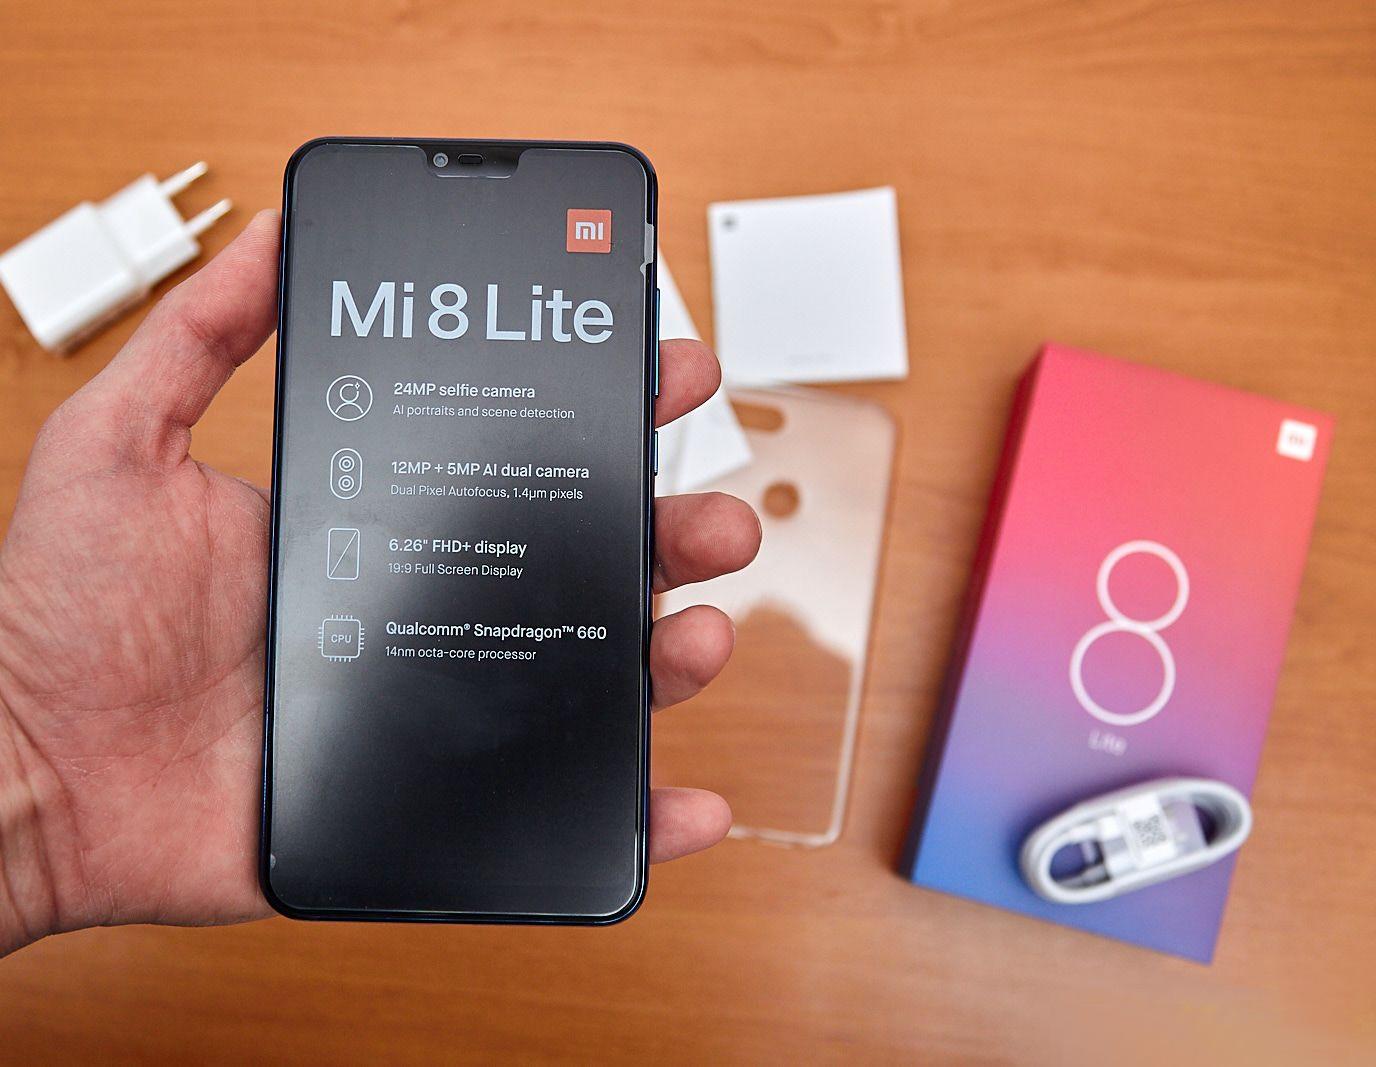 mi
Mi 8 Lite
24MP selfie camera
AI portraits and scene detection
12MP + 5MP AI dual camera
Dual Pixel Autofocus, 1.4μm pixels
6.26" FHD+ display
19:9 Full Screen Display
CPU
Qualcomm® Snapdragon™ 660
14nm octa-core processor
mi
8
Lite